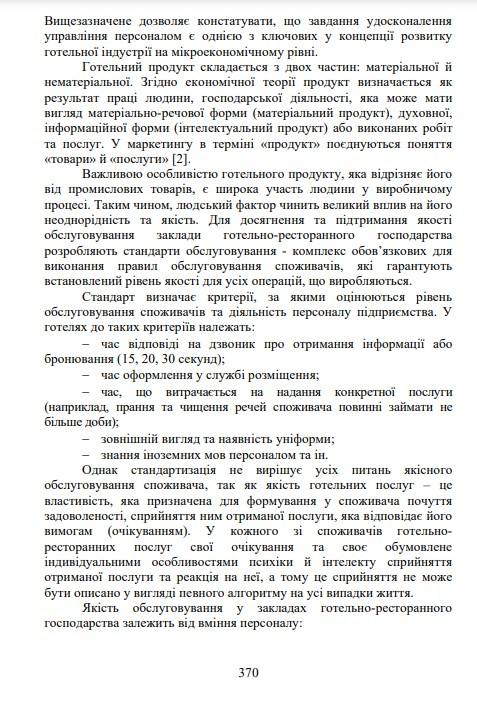 Вищезазначене дозволяє констатувати, що завдання удосконалення
управління персоналом є однією з ключових у концепції розвитку
готельної індустрії на мікроекономічному рівні.
Готельний продукт складається з двох частин: матеріальної й
нематеріальної. Згідно економічної теорії продукт визначається як
результат праці людини, господарської діяльності, яка може мати
вигляд матеріально-речової форми (матеріальний продукт), духовної,
інформаційної форми (інтелектуальний продукт) або виконаних робіт
та послуг. У маркетингу в терміні «продукт» поєднуються поняття
«товари» й «послуги» [2].
Важливою особливістю готельного продукту, яка відрізняє його
від промислових товарів, є широка участь людини у виробничому
процесі. Таким чином, людський фактор чинить великий вплив на його
неоднорідність та якість. Для досягнення та підтримання якості
обслуговування заклади готельно-ресторанного господарства
розробляють стандарти обслуговування - комплекс обов’язкових для
виконання правил обслуговування споживачів, які гарантують
встановлений рівень якості для усіх операцій, що виробляються.
Стандарт визначає критерії, за якими оцінюються рівень
обслуговування споживачів та діяльність персоналу підприємства. У
готелях до таких критеріїв належать:
– час відповіді на дзвоник про отримання інформації або
бронювання (15, 20, 30 секунд);
– час оформлення у службі розміщення;
– час, що витрачається на надання конкретної послуги
(наприклад, прання та чищення речей споживача повинні займати не
більше доби);
– зовнішній вигляд та наявність уніформи;
– знання іноземних мов персоналом та ін.
Однак стандартизація не вирішує усіх питань якісного
обслуговування споживача, так як якість готельних послуг – це
властивість, яка призначена для формування у споживача почуття
задоволеності, сприйняття ним отриманої послуги, яка відповідає його
вимогам (очікуванням). У кожного зі споживачів готельно-
ресторанних послуг свої очікування та своє обумовлене
індивідуальними особливостями психіки й інтелекту сприйняття
отриманої послуги та реакція на неї, а тому це сприйняття не може
бути описано у вигляді певного алгоритму на усі випадки життя.
Якість обслуговування у закладах готельно-ресторанного
господарства залежить від вміння персоналу:
370